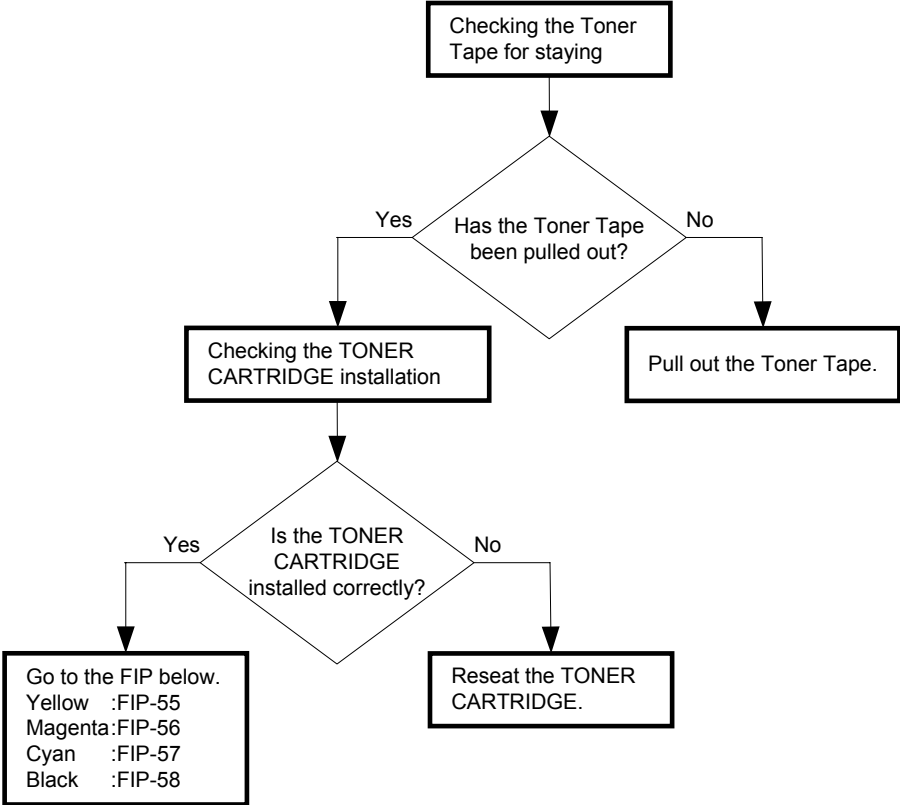 Checking the Toner
Tape for staying
Has the Toner Tape
been pulled out?
Yes
No
Checking the TONER
CARTRIDGE installation
Pull out the Toner Tape.
Is the TONER
CARTRIDGE
installed correctly?
Yes
No
Go to the FIP below.
Yellow :FIP-55
Magenta:FIP-56
Cyan :FIP-57
Black :FIP-58
Reseat the TONER
CARTRIDGE.